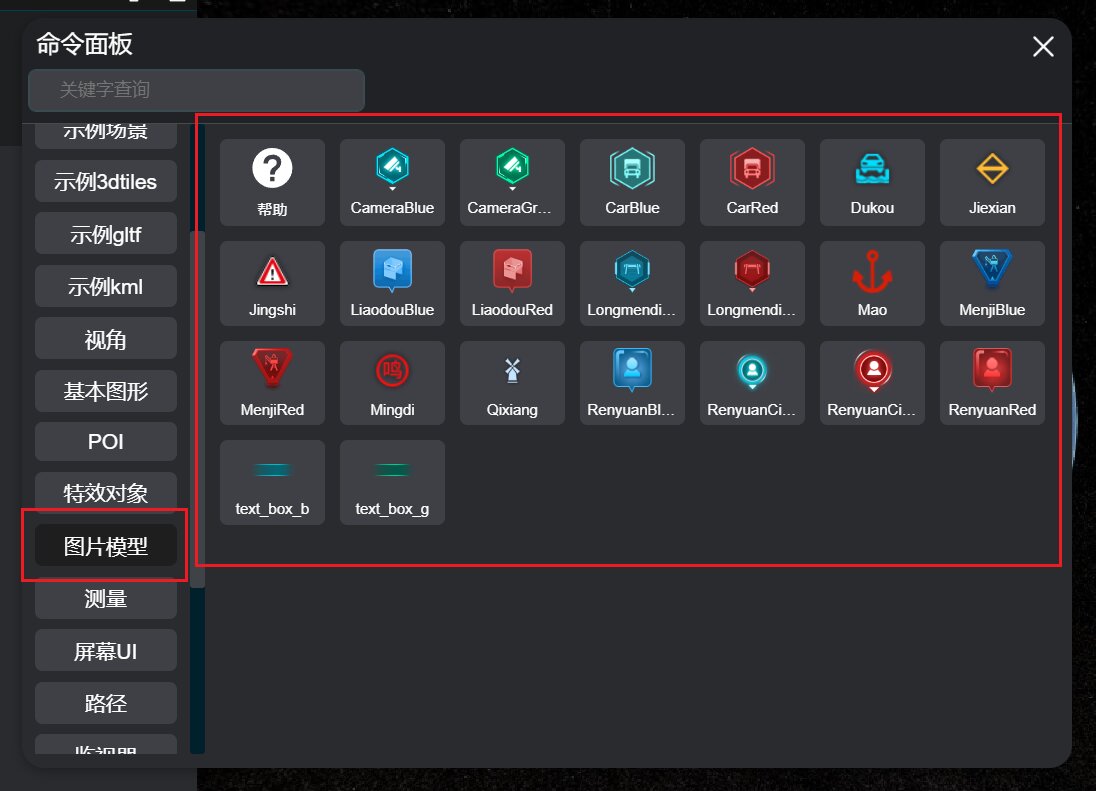 命令面板
关键字查询
示例场景
示例3dtiles
示例gltf
示例kml
视角
基本图形
POI
特效对象
图片模型
测量
屏幕UI
路径
帮助
CameraBlue
CameraGr...
CarBlue
CarRed
Dukou
Jiexian
Jingshi
LiaodouBlue
LiaodouRed
Longmendi...
Longmendi...
Mao
MenjiBlue
MenjiRed
鸣
Mingdi
Qixiang
RenyuanBl...
RenyuanCi...
RenyuanCi...
RenyuanRed
text_box_b
text_box_g